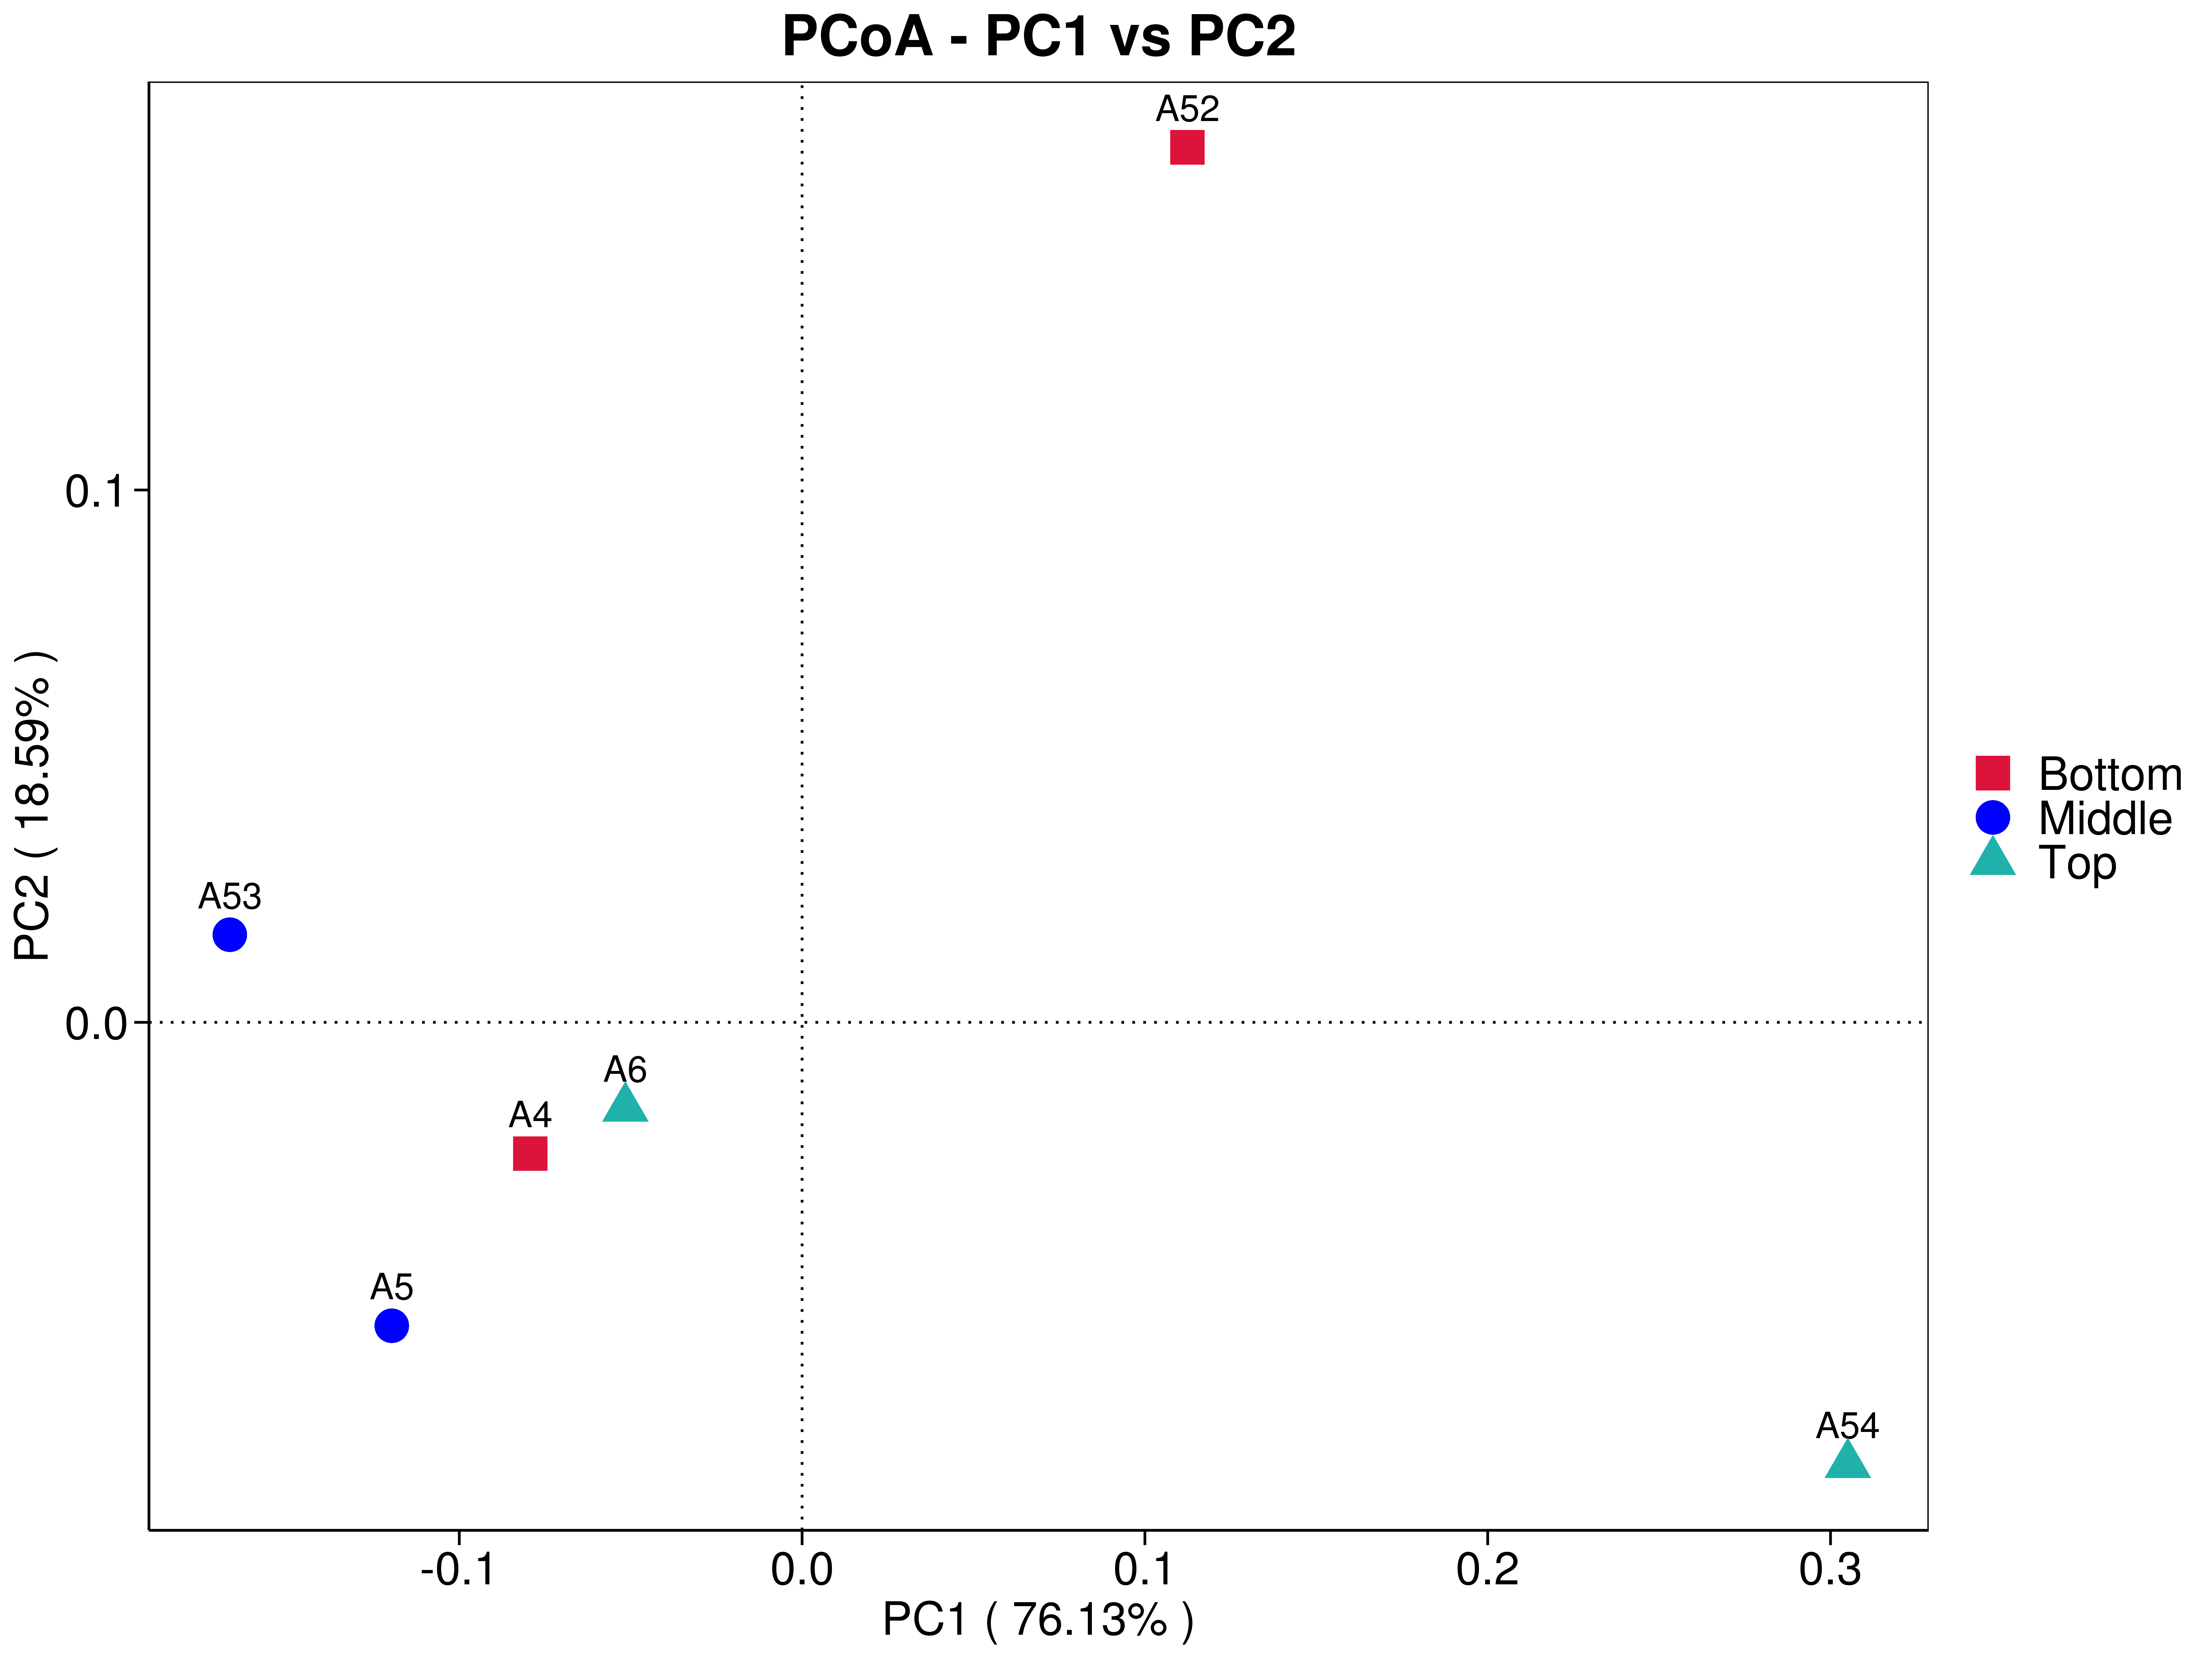 PCoA - PC1 vs PC2
A52
0.1
PC2 ( 18.59% )
A53
0.0
A6
A4
A5
A54
Bottom
Middle
Top
-0.1 0.0 0.1 0.2 0.3
PC1 ( 76.13% )